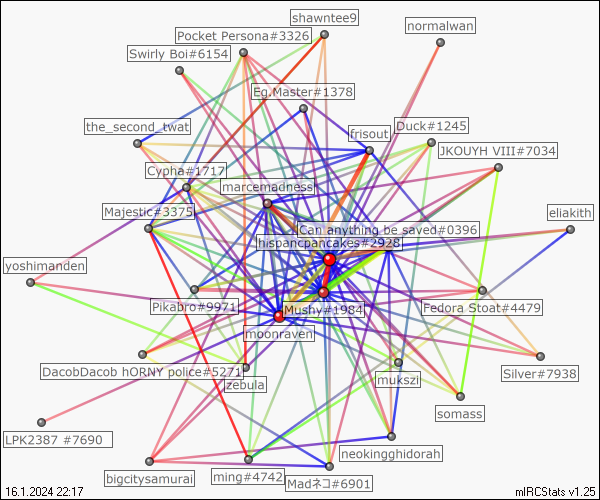 shawntee9
normalwan
Pocket Persona#3326
Swirly Boi#6154
Eg.Master#1378
the_second_twat
frisout
Duck#1245
JKOUYH VIII#7034
Cypha#1717
marcemadness
Majestic#3375
eliakith
Can anything be saved#0396
hispancpancakes#2928
yoshimanden
Pikabro#9971
Mushy#1984
Fedora Stoat#4479
moonraven
DacobDacob hORNY police#5271
zebula
mukszi
Silver#7938
somass
LPK2387 #7690
neokingghidorah
bigcitysamurai
ming#4742
Madネコ#6901
16.1.2024 22:17
mIRCStats v1.25